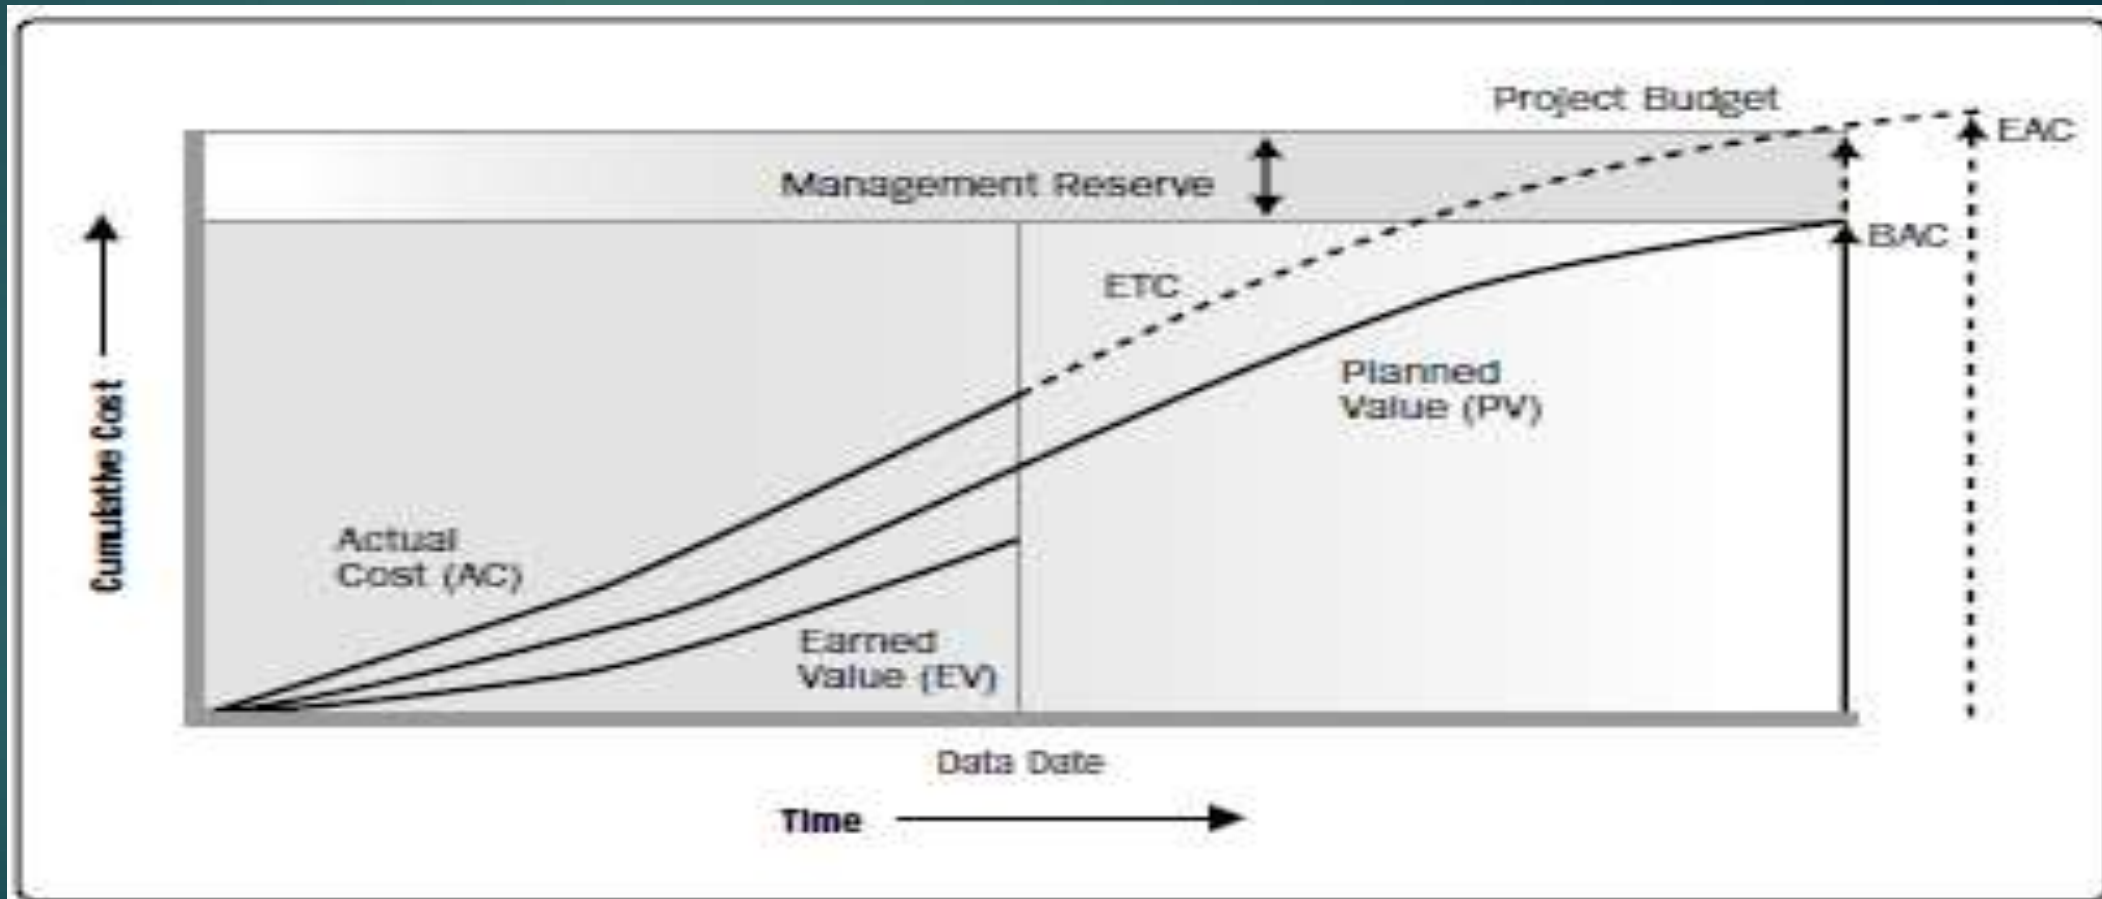 Project Budget
EAC
Management Reserve
BAC
ETC
Planned
Value (PV)
Cumulative Cost
Actual
Cost (AC)
Earned
Value (EV)
Data Date
Time